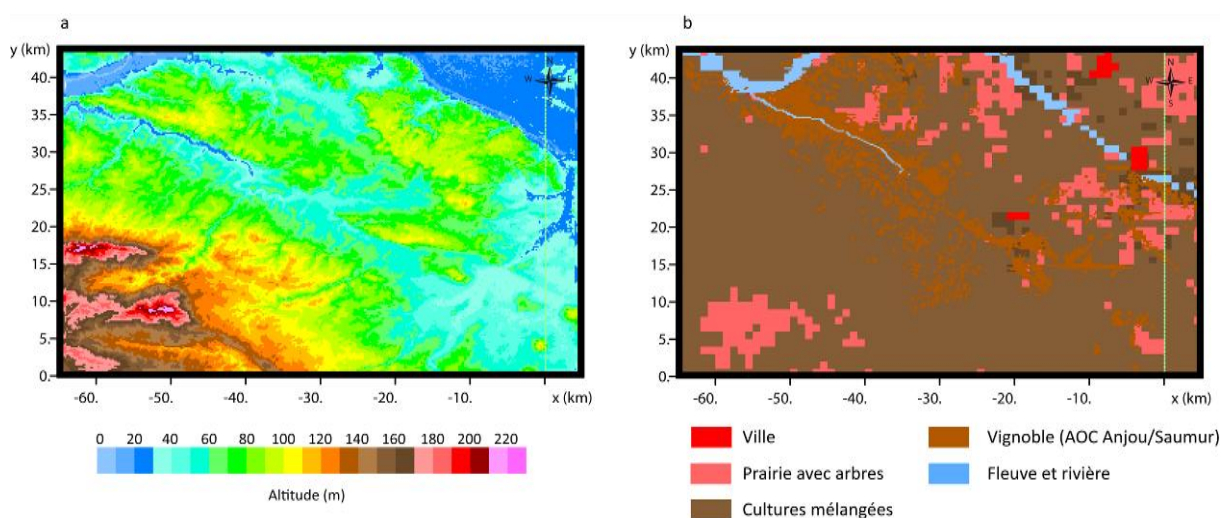 a
y (km)
40.
35.
30.
25.
20.
15.
10.
5.
0.
N
W E
-60. -50. -40. -30. -20. -10. x (km)
0 20 40 60 80 100 120 140 160 180 200 220
Altitude (m)
b
y (km)
40.
35.
30.
25.
20.
15.
10.
5.
0.
N
W E
S
-60. -50. -40. -30. -20. -10. x (km)
Ville
Prairie avec arbres
Cultures mélangées
Vignoble (AOC Anjou/Saumur)
Fleuve et rivière